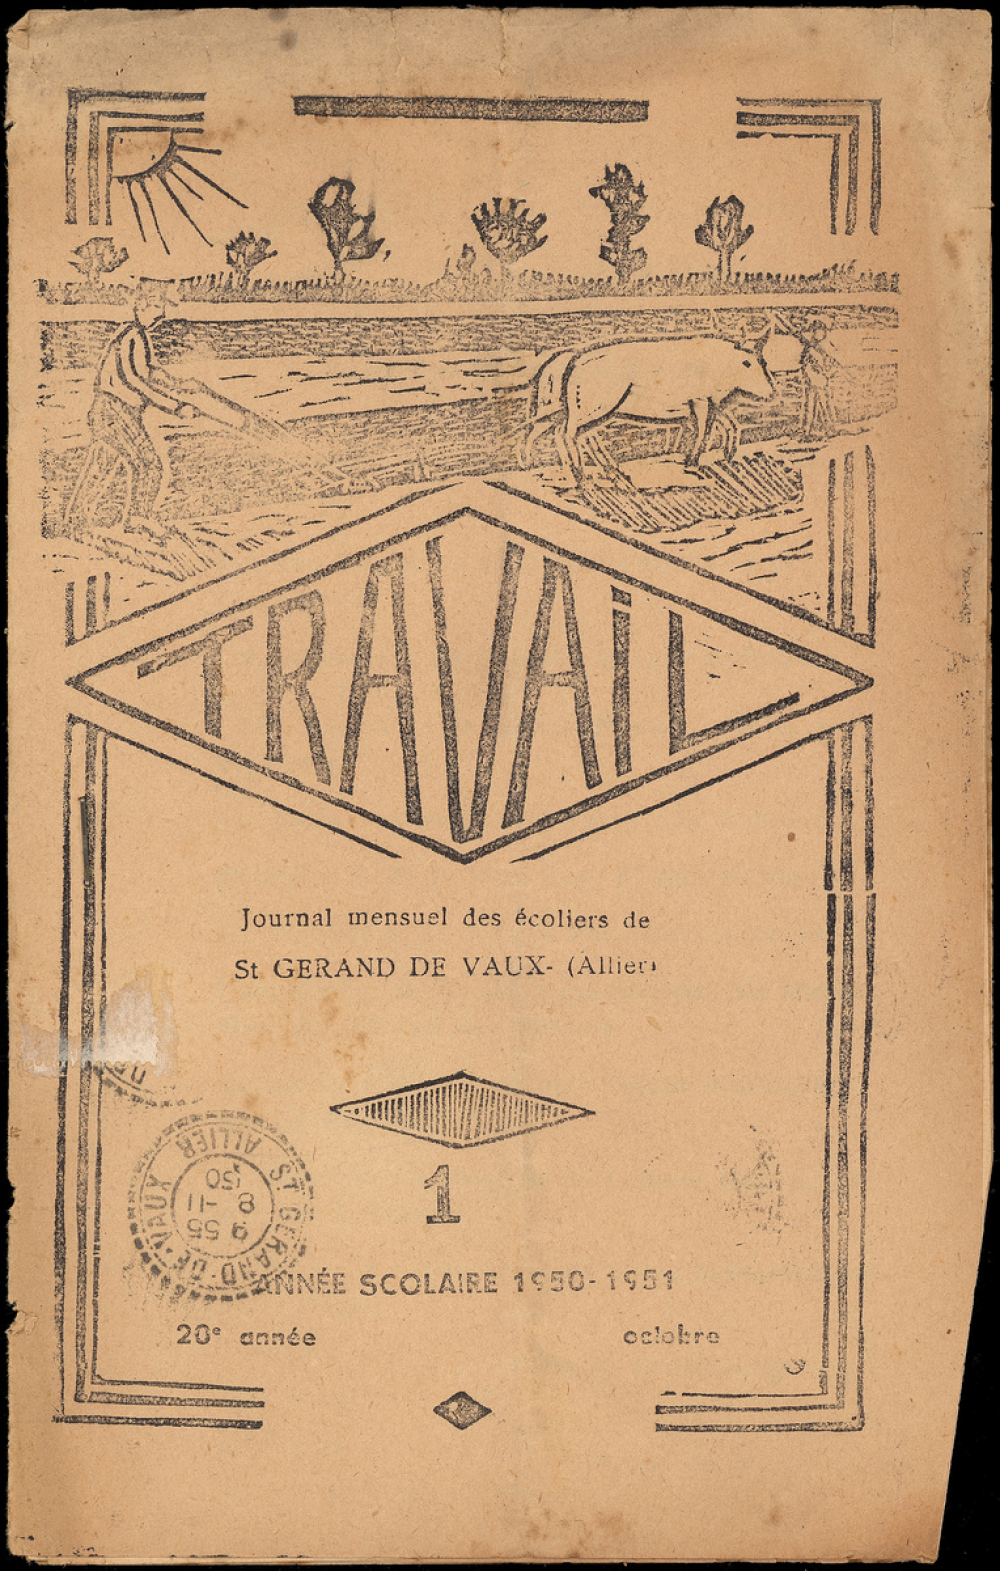 TRAVAiL
Journal mensuel des écoliers de
St GERAND DE VAUX- (Allier)
1
ST GERAND-DE-VAUX ALLIER
9 55
8 -11
50
ANNÉE SCOLAIRE 1950-1951
20e année octobre